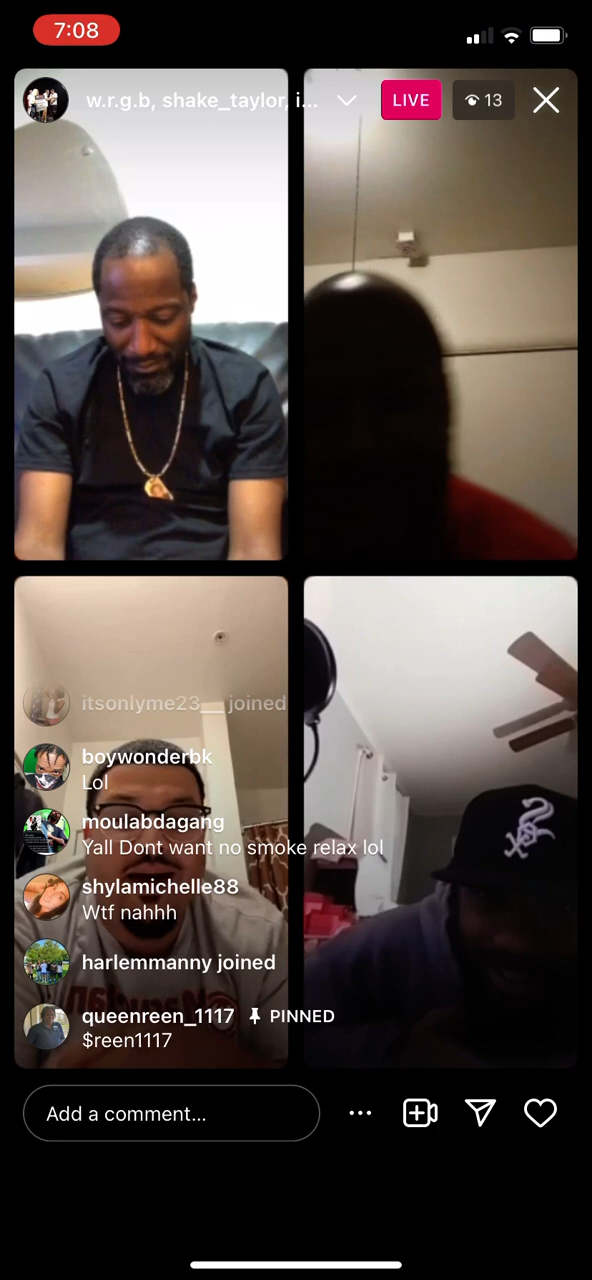 7:08
w.r.g.b, shake_taylor, i...
LIVE
13
itsonlyme23__ joined
boywonderbk
Lol
moulabdagang
Yall Dont want no smoke relax lol
shylamichelle88
Wtf nahhh
harlemmanny joined
queenreen_1117 PINNED
$reen1117
Add a comment...